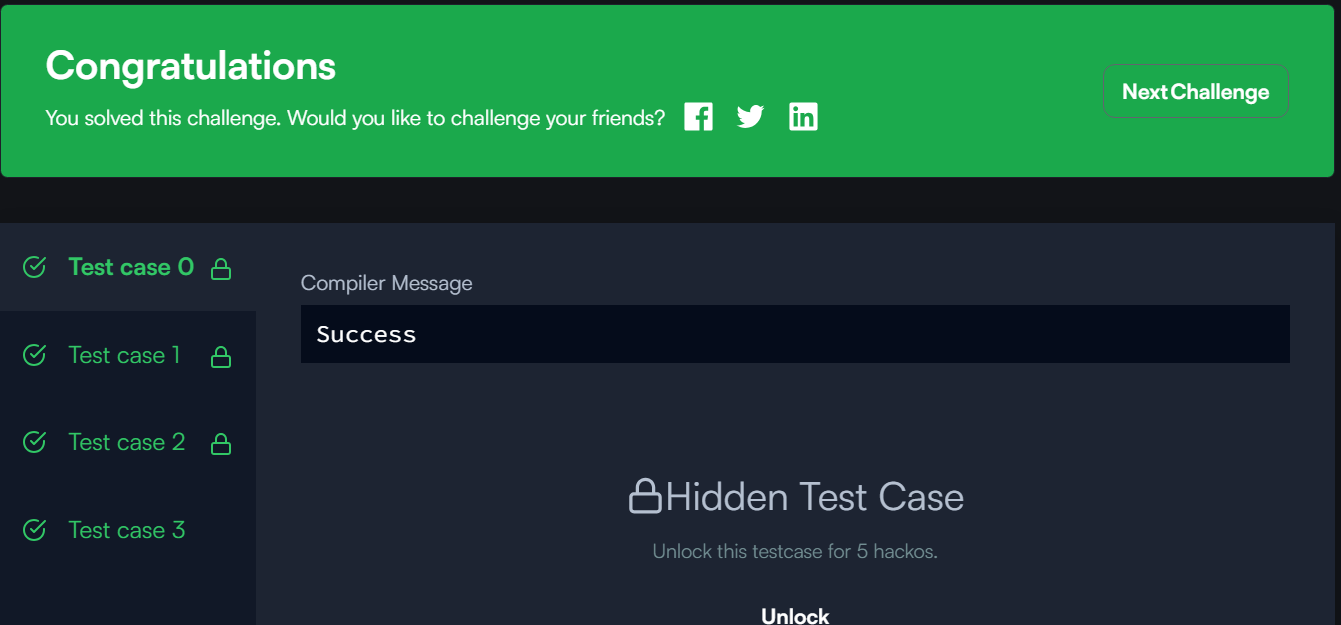 Congratulations
You solved this challenge. Would you like to challenge your friends?
Next Challenge
Test case 0
Test case 1
Test case 2
Test case 3
Compiler Message
Success
Hidden Test Case
Unlock this testcase for 5 hackos.
Unlock